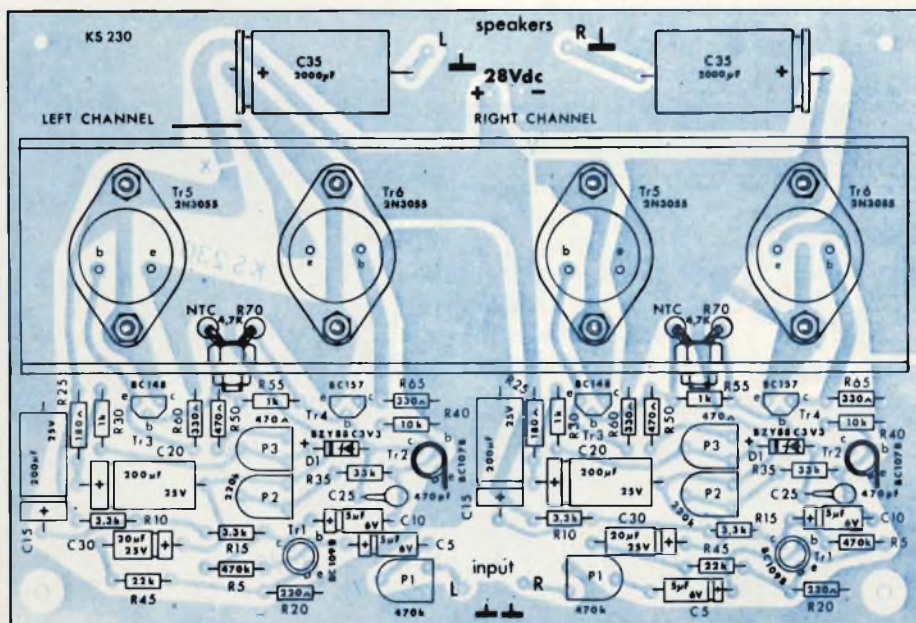 KS 230
speakers
L
R
C35
2000µF
C35
2000µF
28Vdc
+ −
LEFT CHANNEL
RIGHT CHANNEL
Tr5
2N3055
Tr6
2N3055
Tr5
2N3055
Tr6
2N3055
b e
e b
b e
e b
KS 230
NTC R70
4,7K
NTC R70
4,7K
R25
180Ω
1k
R30
BC148
e c
b
Tr3
R60
330Ω
470Ω
R50
R55
1k
470Ω
BC157
e c
b
Tr4
R65
330Ω
10k
R40
BZY88C3V3
D1
Tr2
BC107B
R35
33k
C25
470pF
P3
P2
220k
200µF
25V
C15
C20
200µF
25V
3.3k
R10
C30
20µF
25V
3.3k
R15
22k
R45
470k
R5
Tr1
BC109B
220Ω
R20
5µF
6V
C10
5µF
6V
C5
P1
470k
input
L
R
R25
180Ω
1k
R30
BC148
e c
b
Tr3
R60
330Ω
470Ω
R50
R55
1k
470Ω
BC157
e c
b
Tr4
R65
330Ω
10k
R40
BZY88C3V3
D1
Tr2
BC107B
R35
33k
C25
470pF
P3
P2
220k
200µF
25V
C15
C20
200µF
25V
3.3k
R10
C30
20µF
25V
3.3k
R15
5µF
6V
C10
470k
R5
R45
22k
Tr1
BC109B
5µF
6V
C5
220Ω
R20
P1
470k